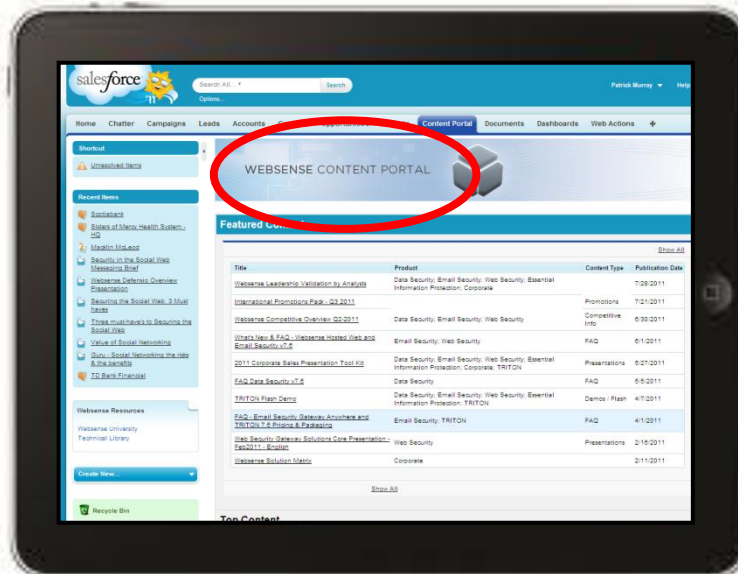 salesforce
'11
Search All...
Search
Options...
Patrick Murray
Help
Home Chatter Campaigns Leads Accounts Content Portal Documents Dashboards Web Actions +
Shortcut
Unresolved Items
Recent Items
Scotiabank
Sisters of Mercy Health System -
HQ
Macklin McLeod
Security in the Social Web
Messaging Brief
Websense Defensio Overview
Presentation
Securing the Social Web: 3 Must
haves
Three must-have's to Securing the
Social Web
Value of Social Networking
Guru - Social Networking the risks
& the benefits
TD Bank Financial
Websense Resources
Websense University
Technical Library
Create New...
Recycle Bin
WEBSENSE CONTENT PORTAL
Featured
Show All
Title Product Content Type Publication Date
Websense Leadership Validation by Analysts Data Security; Email Security; Web Security; Essential
Information Protection; Corporate 7/28/2011
International Promotions Pack - Q3 2011 Promotions 7/21/2011
Websense Competitive Overview Q2-2011 Data Security; Email Security; Web Security Competitive
Info 6/30/2011
What's New & FAQ - Websense Hosted Web and
Email Security v7.6 Email Security; Web Security FAQ 6/1/2011
2011 Corporate Sales Presentation Tool Kit Data Security; Email Security; Web Security; Essential
Information Protection; Corporate; TRITON Presentations 5/27/2011
FAQ Data Security v7.6 Data Security FAQ 5/5/2011
TRITON Flash Demo Data Security; Email Security; Web Security; Essential
Information Protection; TRITON Demos / Flash 4/7/2011
FAQ - Email Security Gateway Anywhere and
TRITON 7.6 Pricing & Packaging Email Security; TRITON FAQ 4/1/2011
Web Security Gateway Solutions Core Presentation -
Feb2011 - English Web Security Presentations 2/16/2011
Websense Solution Matrix Corporate 2/11/2011
Show All
Top Content